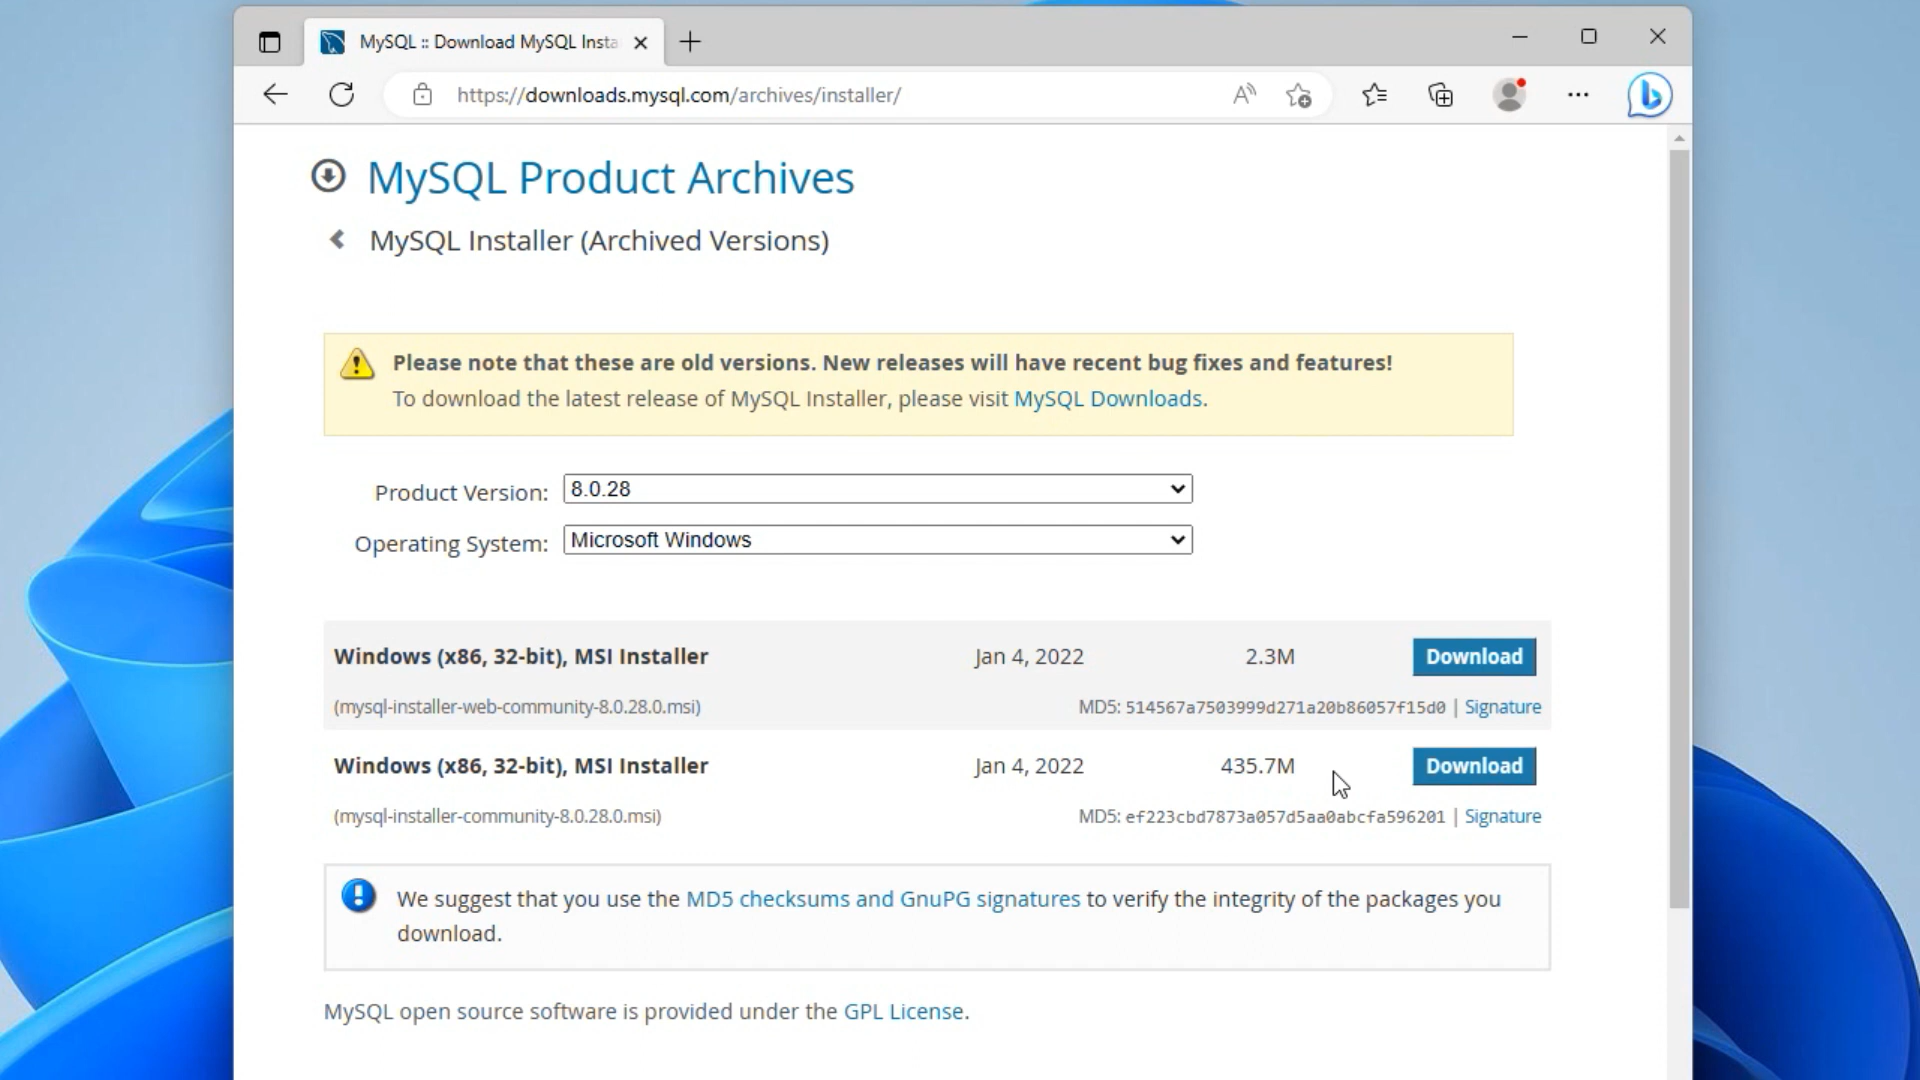 MySQL :: Download MySQL Insta
https://downloads.mysql.com/archives/installer/
MySQL Product Archives
MySQL Installer (Archived Versions)
Please note that these are old versions. New releases will have recent bug fixes and features!
To download the latest release of MySQL Installer, please visit MySQL Downloads.
Product Version: 8.0.28
Operating System: Microsoft Windows
Windows (x86, 32-bit), MSI Installer Jan 4, 2022 2.3M Download
(mysql-installer-web-community-8.0.28.0.msi) MD5: 514567a7503999d271a20b86057f15d0 | Signature
Windows (x86, 32-bit), MSI Installer Jan 4, 2022 435.7M Download
(mysql-installer-community-8.0.28.0.msi) MD5: ef223cbd7873a057d5aa0abcfa596201 | Signature
We suggest that you use the MD5 checksums and GnuPG signatures to verify the integrity of the packages you
download.
MySQL open source software is provided under the GPL License.